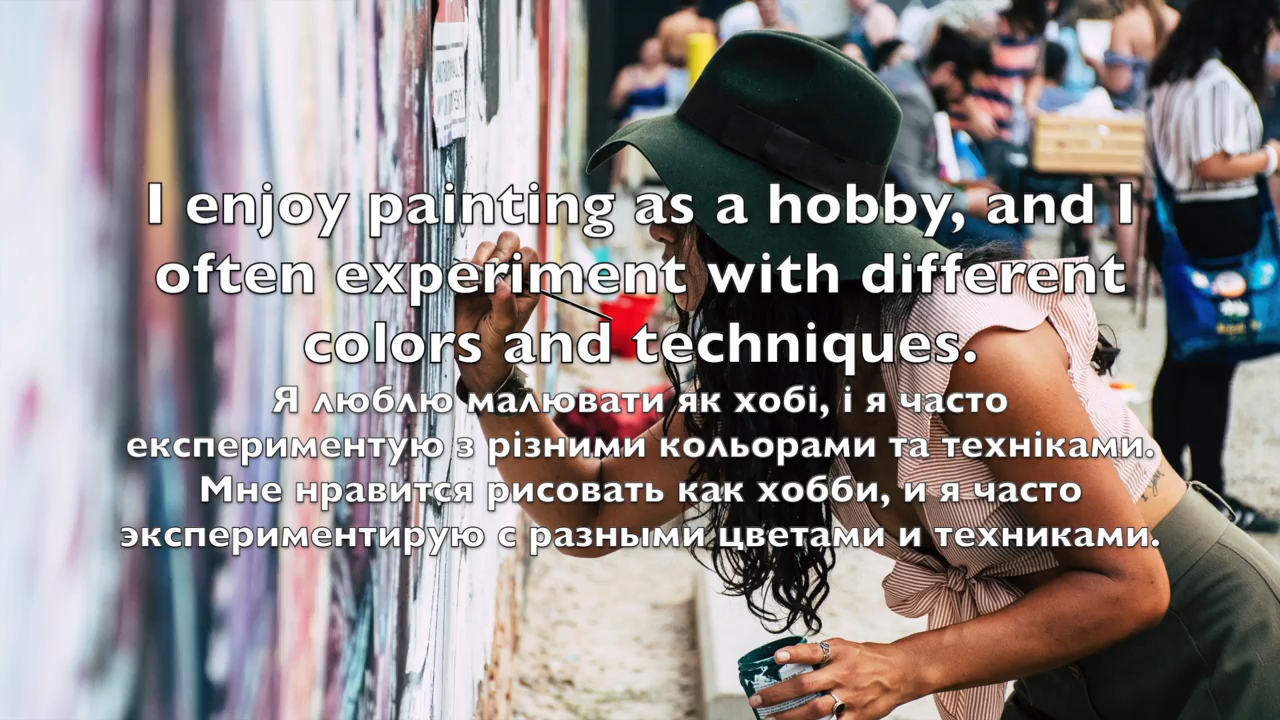 I enjoy painting as a hobby, and I
often experiment with different
colors and techniques.
Я люблю малювати як хобі, і я часто
експериментую з різними кольорами та техніками.
Мне нравится рисовать как хобби, и я часто
экспериментирую с разными цветами и техниками.